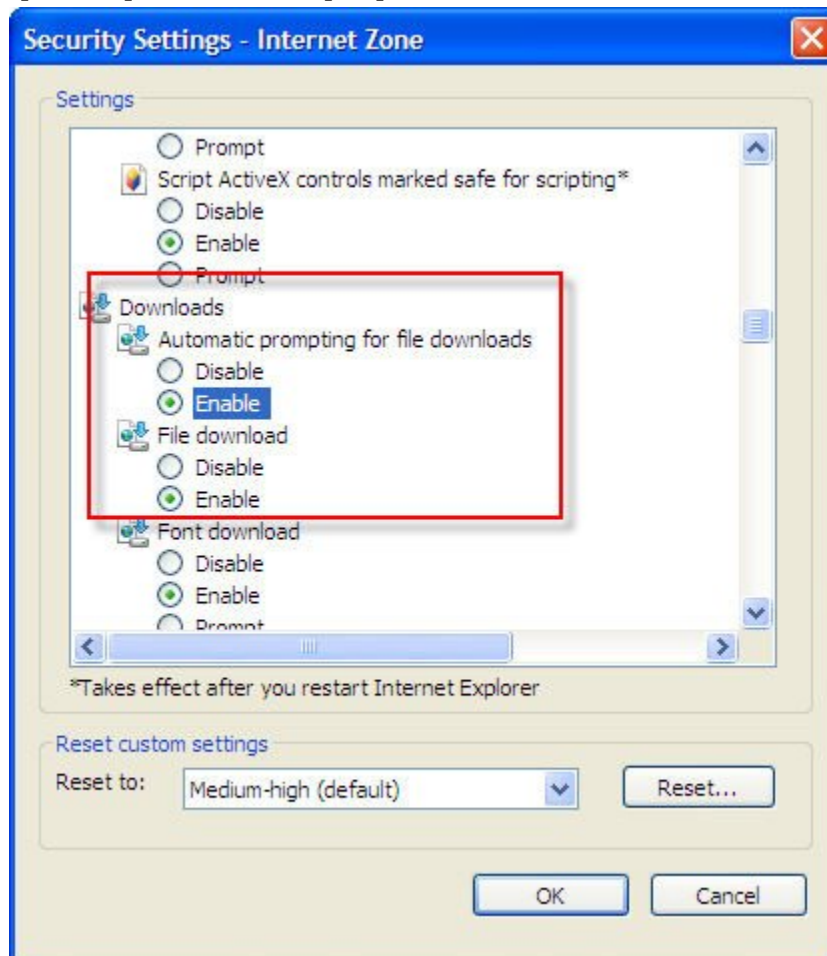 Security Settings - Internet Zone
Settings
Prompt
Script ActiveX controls marked safe for scripting*
Disable
Enable
Prompt
Downloads
Automatic prompting for file downloads
Disable
Enable
File download
Disable
Enable
Font download
Disable
Enable
Prompt
*Takes effect after you restart Internet Explorer
Reset custom settings
Reset to:
Medium-high (default)
Reset...
OK
Cancel